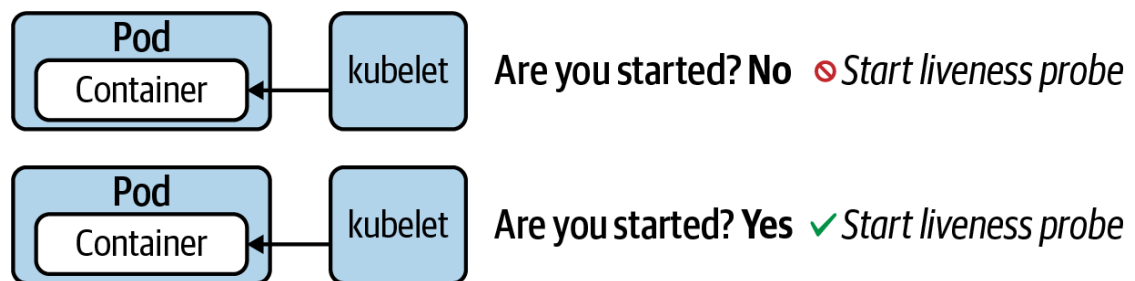 Pod
Container
kubelet
Are you started? No Start liveness probe
Pod
Container
kubelet
Are you started? Yes Start liveness probe